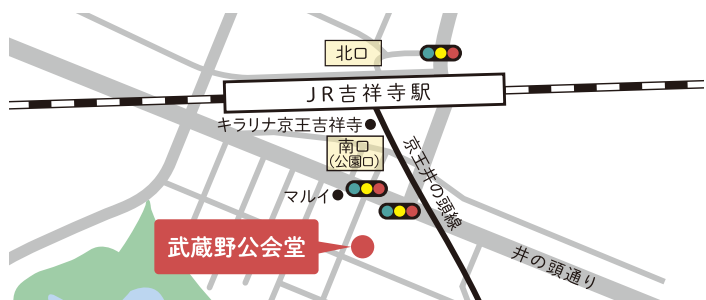 北口
JR吉祥寺駅
キラリナ京王吉祥寺
南口
(公園口)
京王井の頭線
マルイ
武蔵野公会堂
井の頭通り